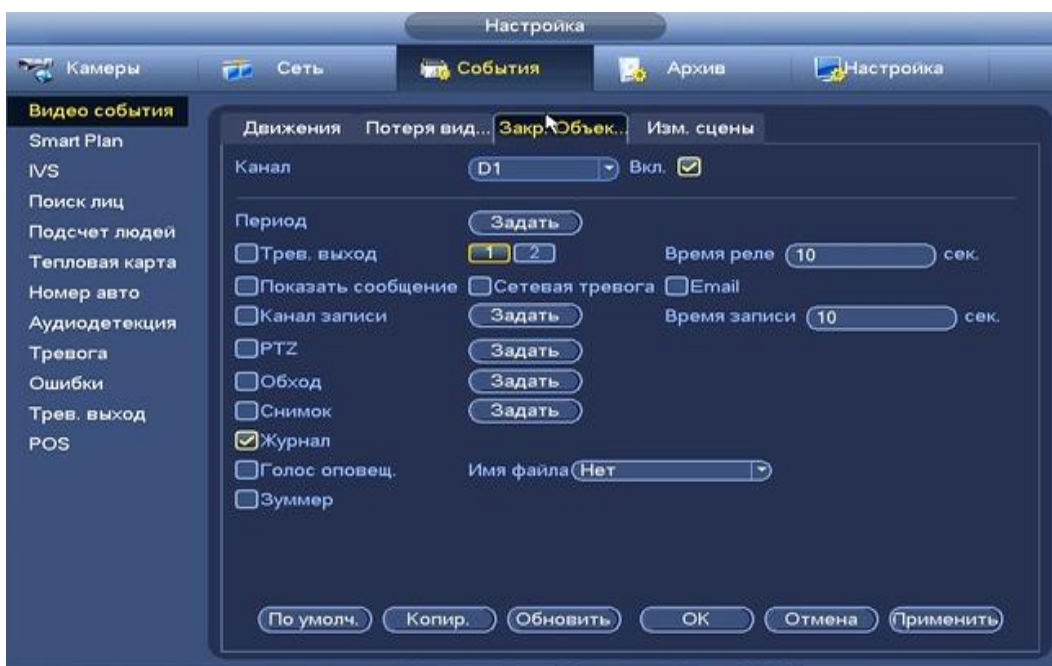 Настройка
Камеры Сеть События Архив Настройка
Видео события
Smart Plan
IVS
Поиск лиц
Подсчет людей
Тепловая карта
Номер авто
Аудиодетекция
Тревога
Ошибки
Трев. выход
POS
Движения Потеря вид... Закр. Объек... Изм. сцены
Канал D1 Вкл.
Период Задать
Трев. выход 1 2 Время реле 10 сек.
Показать сообщение Сетевая тревога Email
Канал записи Задать Время записи 10 сек.
PTZ Задать
Обход Задать
Снимок Задать
Журнал
Голос оповещ. Имя файла Нет
Зуммер
По умолч. Копир. Обновить OK Отмена Применить